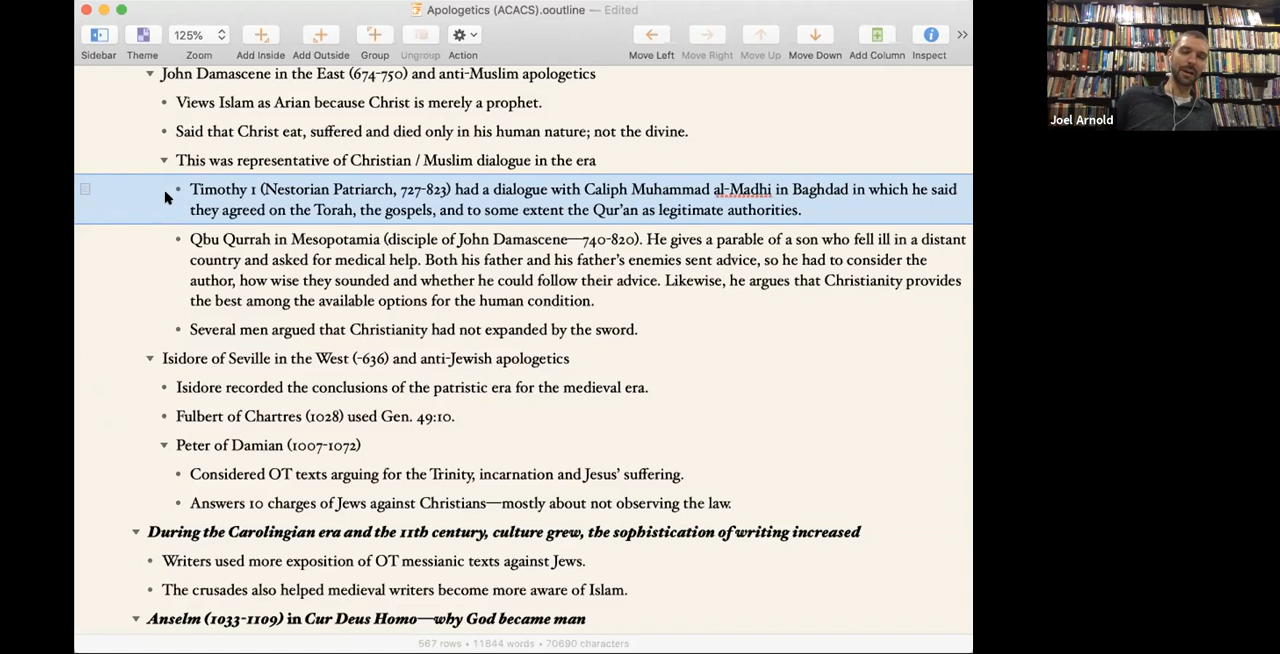 Apologetics (ACACS).ooutline — Edited
125%
Sidebar Theme Zoom Add Inside Add Outside Group Ungroup Action Move Left Move Right Move Up Move Down Add Column Inspect
John Damascene in the East (674-750) and anti-Muslim apologetics
Views Islam as Arian because Christ is merely a prophet.
Said that Christ eat, suffered and died only in his human nature; not the divine.
This was representative of Christian / Muslim dialogue in the era
Timothy 1 (Nestorian Patriarch, 727-823) had a dialogue with Caliph Muhammad al-Madhi in Baghdad in which he said
they agreed on the Torah, the gospels, and to some extent the Qur’an as legitimate authorities.
Qbu Qurrah in Mesopotamia (disciple of John Damascene—740-820). He gives a parable of a son who fell ill in a distant
country and asked for medical help. Both his father and his father’s enemies sent advice, so he had to consider the
author, how wise they sounded and whether he could follow their advice. Likewise, he argues that Christianity provides
the best among the available options for the human condition.
Several men argued that Christianity had not expanded by the sword.
Isidore of Seville in the West (-636) and anti-Jewish apologetics
Isidore recorded the conclusions of the patristic era for the medieval era.
Fulbert of Chartres (1028) used Gen. 49:10.
Peter of Damian (1007-1072)
Considered OT texts arguing for the Trinity, incarnation and Jesus’ suffering.
Answers 10 charges of Jews against Christians—mostly about not observing the law.
During the Carolingian era and the 11th century, culture grew, the sophistication of writing increased
Writers used more exposition of OT messianic texts against Jews.
The crusades also helped medieval writers become more aware of Islam.
Anselm (1033-1109) in Cur Deus Homo—why God became man
567 rows • 11844 words • 70690 characters
Joel Arnold